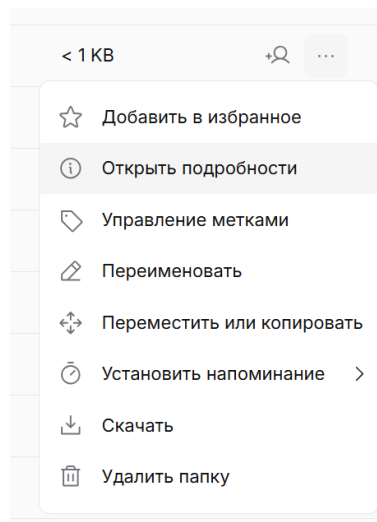 < 1 KB
Добавить в избранное
Открыть подробности
Управление метками
Переименовать
Переместить или копировать
Установить напоминание
Скачать
Удалить папку